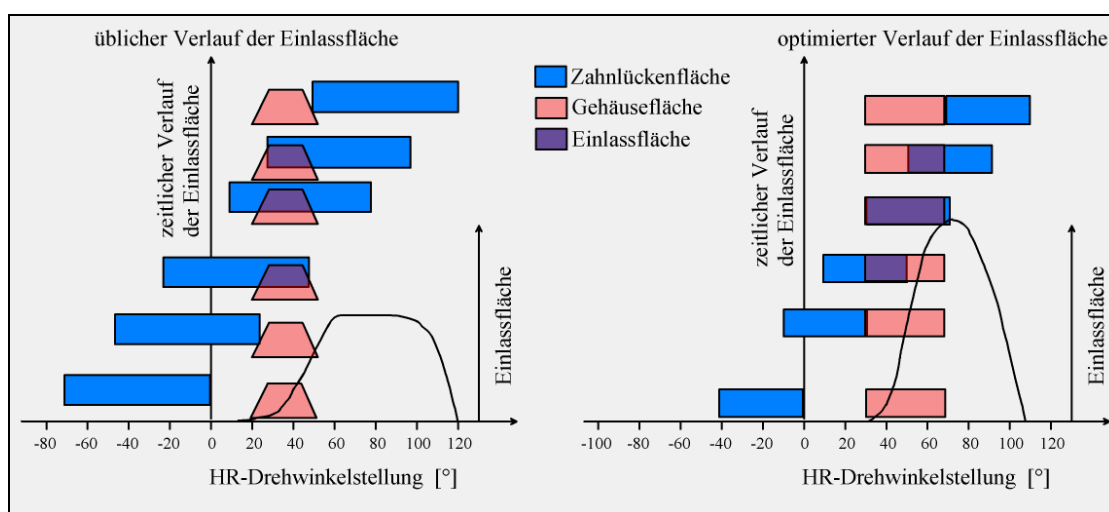 üblicher Verlauf der Einlassfläche
zeitlicher Verlauf
der Einlassfläche
Einlassfläche
-80 -60 -40 -20 0 20 40 60 80 100 120
HR-Drehwinkelstellung [°]
Zahnlückenfläche
Gehäusefläche
Einlassfläche
optimierter Verlauf der Einlassfläche
zeitlicher Verlauf
der Einlassfläche
Einlassfläche
-100 -80 -60 -40 -20 0 20 40 60 80 100 120
HR-Drehwinkelstellung [°]